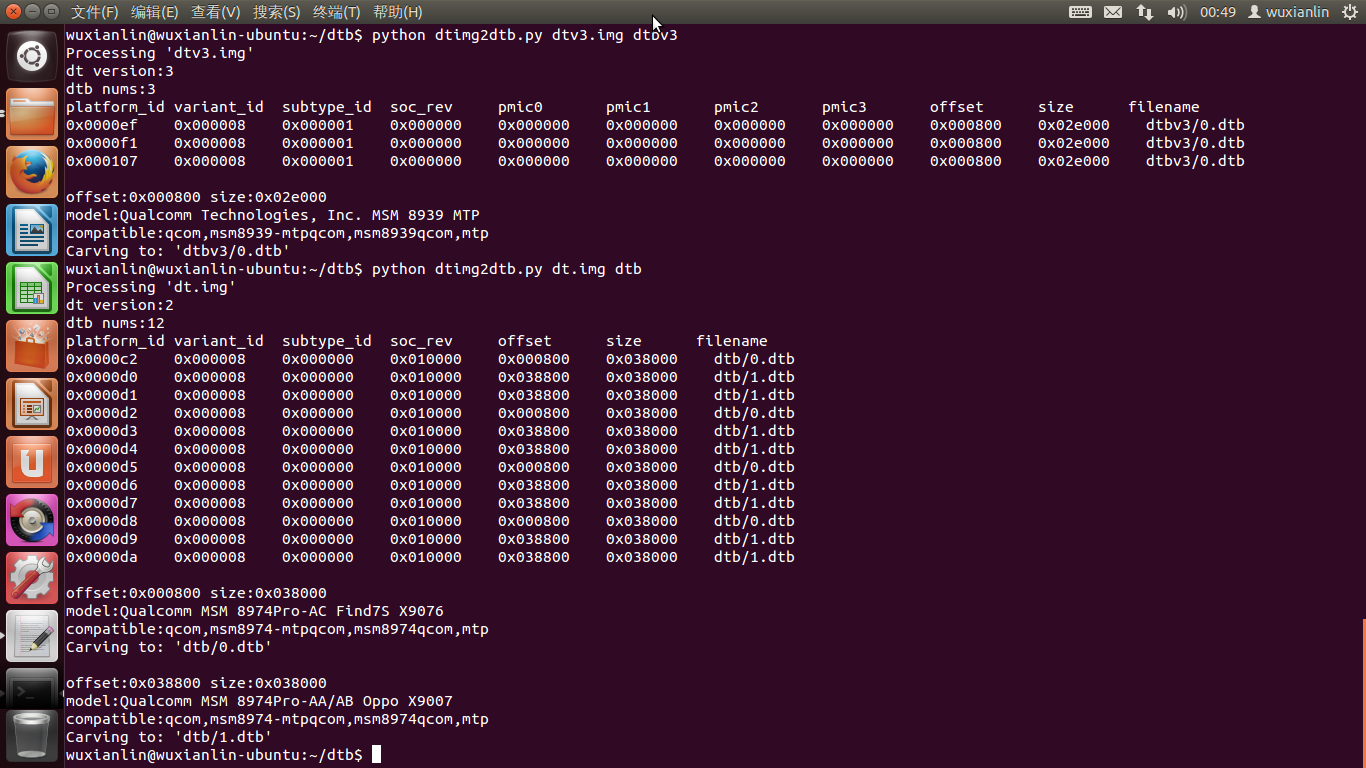 文件(F) 编辑(E) 查看(V) 搜索(S) 终端(T) 帮助(H) 00:49 wuxianlin
wuxianlin@wuxianlin-ubuntu:~/dtb$ python dtimg2dtb.py dtv3.img dtbv3
Processing 'dtv3.img'
dt version:3
dtb nums:3
platform_id variant_id subtype_id soc_rev pmic0 pmic1 pmic2 pmic3 offset size filename
0x0000ef 0x000008 0x000001 0x000000 0x000000 0x000000 0x000000 0x000000 0x000800 0x02e000 dtbv3/0.dtb
0x0000f1 0x000008 0x000001 0x000000 0x000000 0x000000 0x000000 0x000000 0x000800 0x02e000 dtbv3/0.dtb
0x000107 0x000008 0x000001 0x000000 0x000000 0x000000 0x000000 0x000000 0x000800 0x02e000 dtbv3/0.dtb
offset:0x000800 size:0x02e000
model:Qualcomm Technologies, Inc. MSM 8939 MTP
compatible:qcom,msm8939-mtpqcom,msm8939qcom,mtp
Carving to: 'dtbv3/0.dtb'
wuxianlin@wuxianlin-ubuntu:~/dtb$ python dtimg2dtb.py dt.img dtb
Processing 'dt.img'
dt version:2
dtb nums:12
platform_id variant_id subtype_id soc_rev offset size filename
0x0000c2 0x000008 0x000000 0x010000 0x000800 0x038000 dtb/0.dtb
0x0000d0 0x000008 0x000000 0x010000 0x038800 0x038000 dtb/1.dtb
0x0000d1 0x000008 0x000000 0x010000 0x038800 0x038000 dtb/1.dtb
0x0000d2 0x000008 0x000000 0x010000 0x000800 0x038000 dtb/0.dtb
0x0000d3 0x000008 0x000000 0x010000 0x038800 0x038000 dtb/1.dtb
0x0000d4 0x000008 0x000000 0x010000 0x038800 0x038000 dtb/1.dtb
0x0000d5 0x000008 0x000000 0x010000 0x000800 0x038000 dtb/0.dtb
0x0000d6 0x000008 0x000000 0x010000 0x038800 0x038000 dtb/1.dtb
0x0000d7 0x000008 0x000000 0x010000 0x038800 0x038000 dtb/1.dtb
0x0000d8 0x000008 0x000000 0x010000 0x000800 0x038000 dtb/0.dtb
0x0000d9 0x000008 0x000000 0x010000 0x038800 0x038000 dtb/1.dtb
0x0000da 0x000008 0x000000 0x010000 0x038800 0x038000 dtb/1.dtb
offset:0x000800 size:0x038000
model:Qualcomm MSM 8974Pro-AC Find7S X9076
compatible:qcom,msm8974-mtpqcom,msm8974qcom,mtp
Carving to: 'dtb/0.dtb'
offset:0x038800 size:0x038000
model:Qualcomm MSM 8974Pro-AA/AB Oppo X9007
compatible:qcom,msm8974-mtpqcom,msm8974qcom,mtp
Carving to: 'dtb/1.dtb'
wuxianlin@wuxianlin-ubuntu:~/dtb$